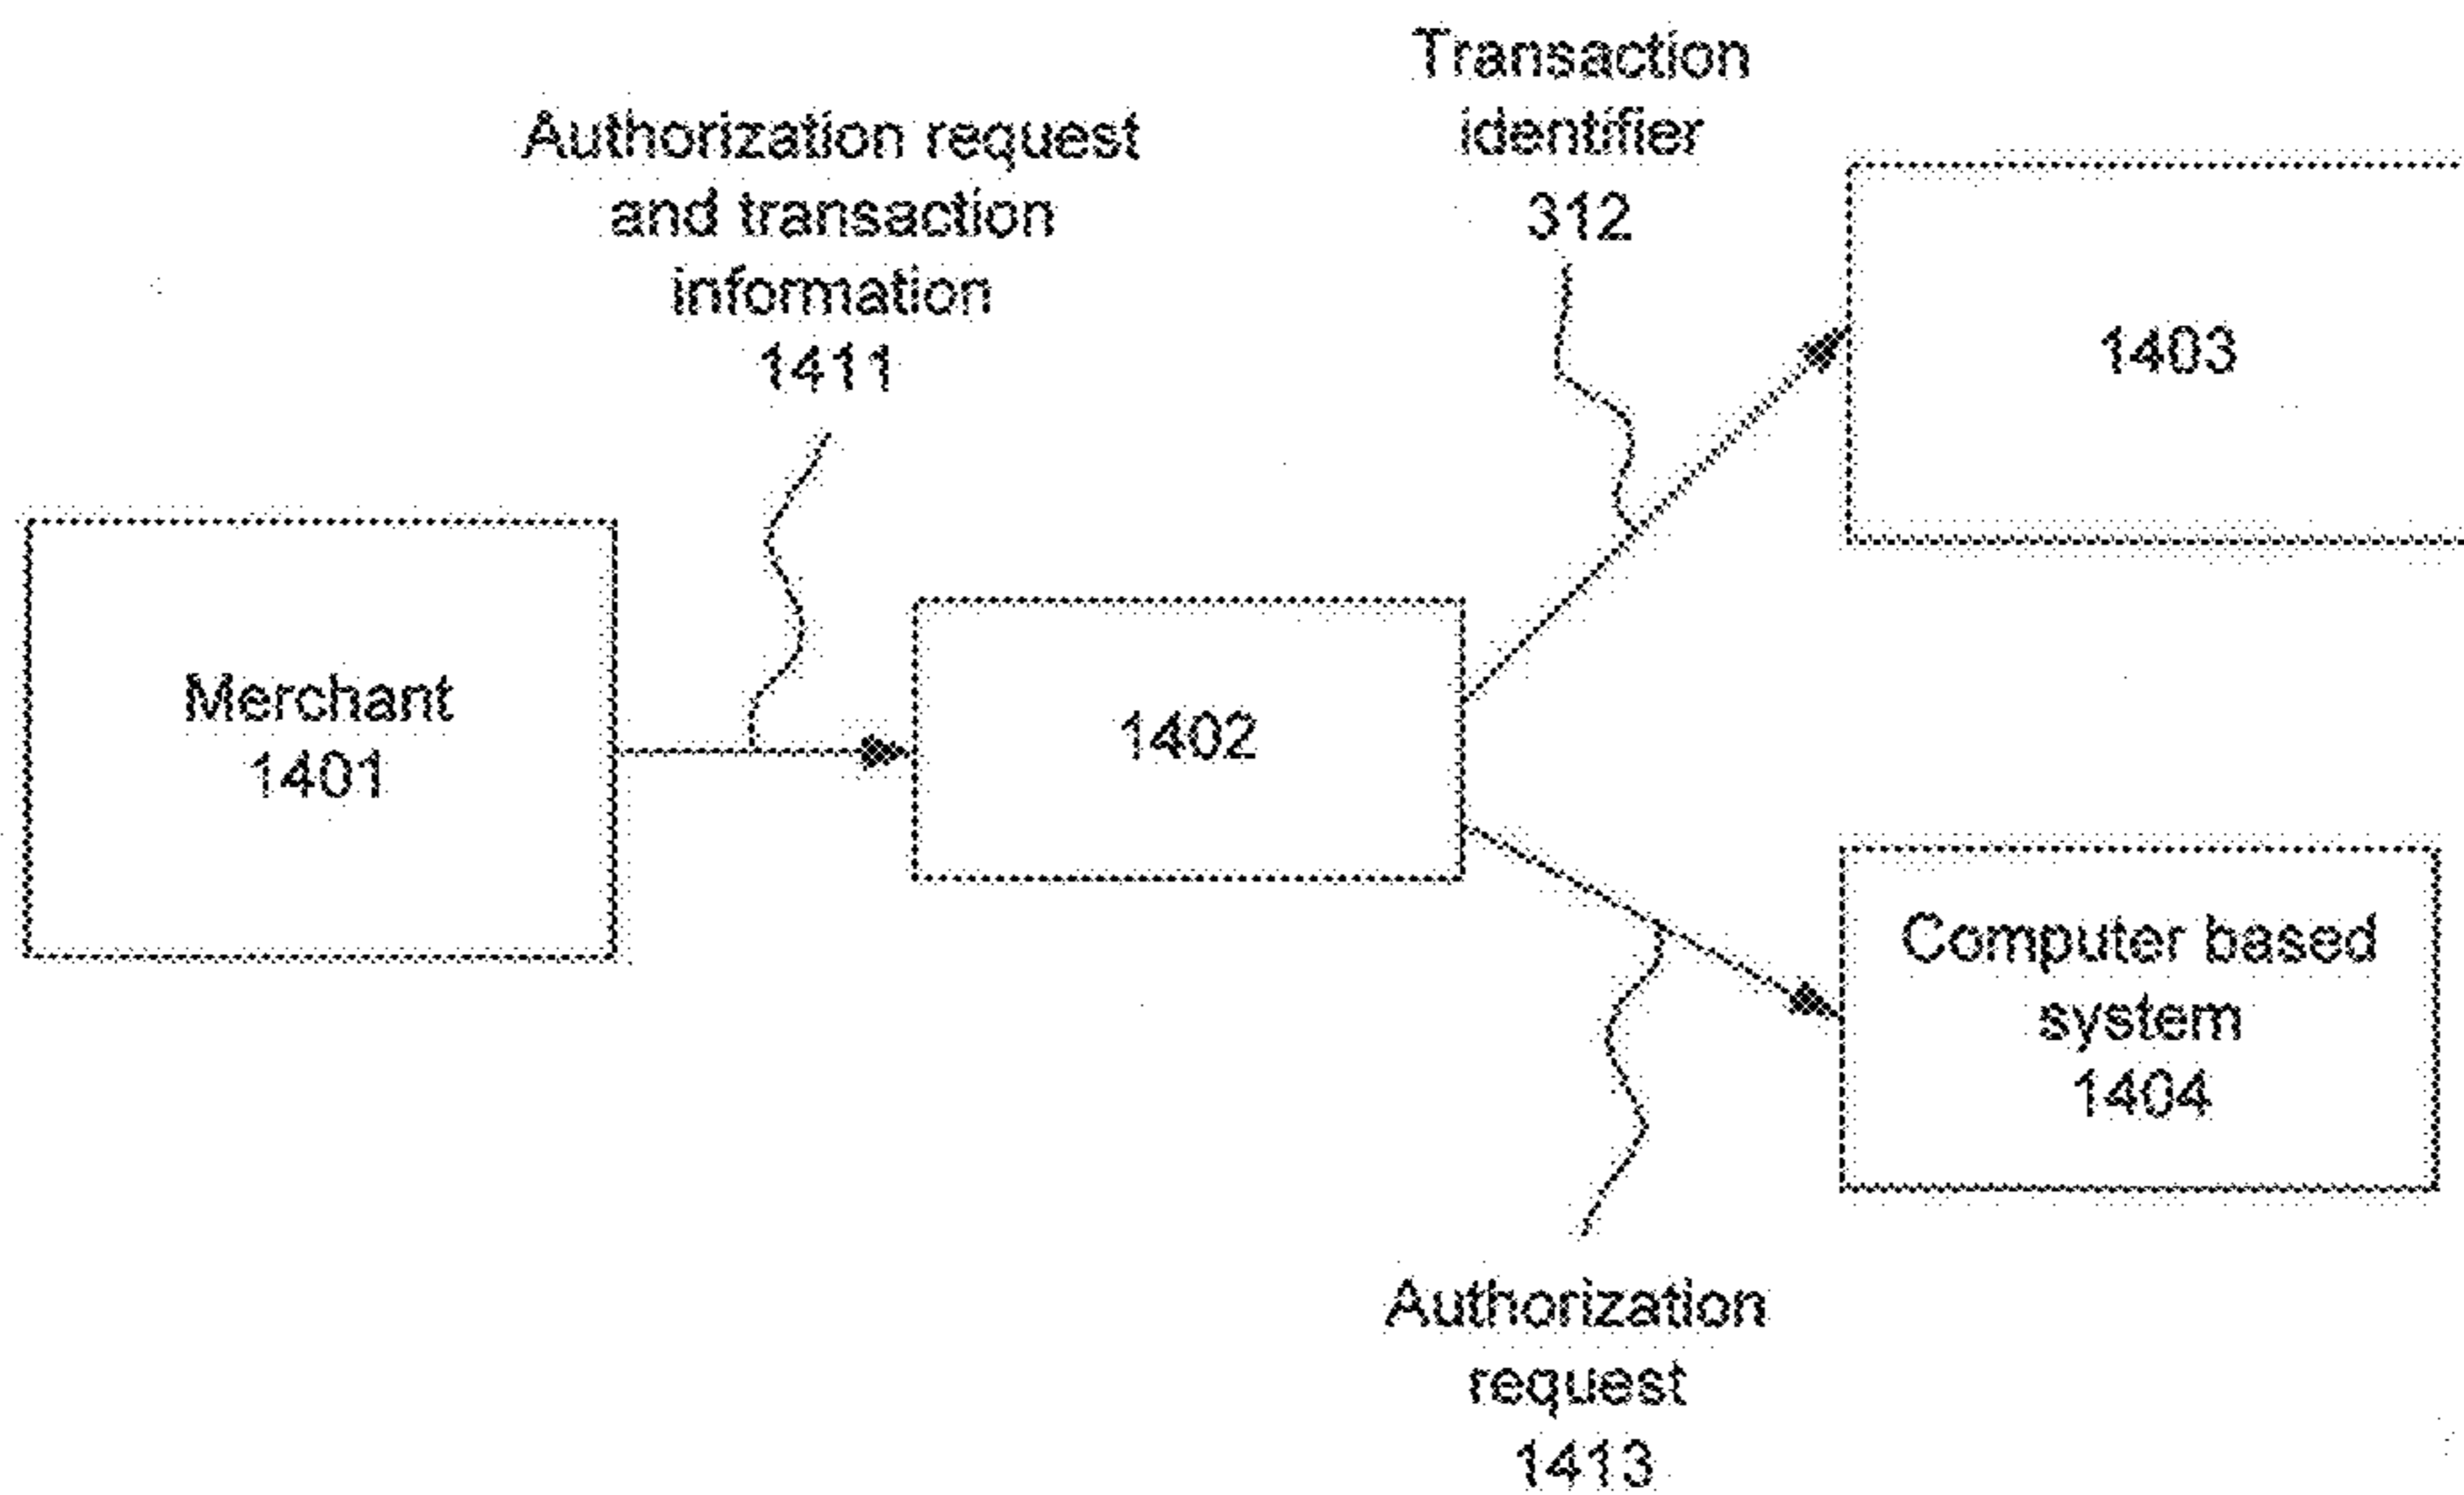 Transaction
identifier
312
Authorization request
and transaction
information
1411
1403
Merchant
1401
1402
Computer based
system
1404
Authorization
request
1413